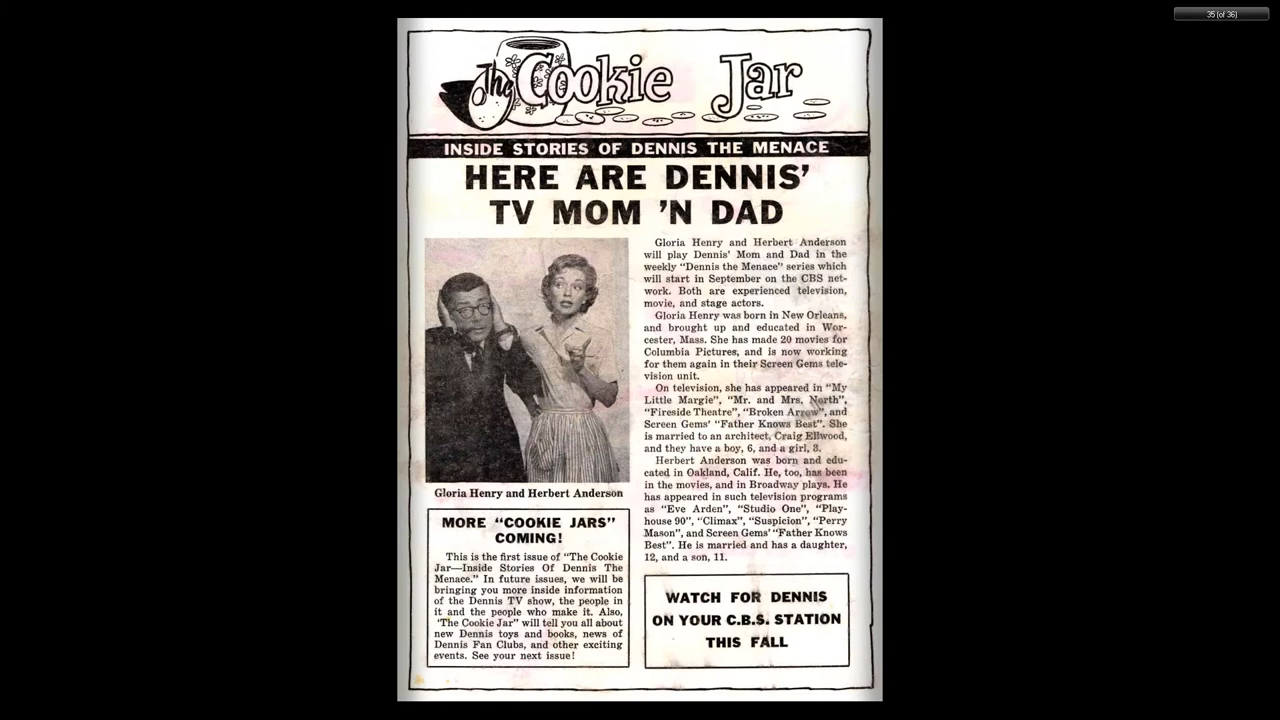 35 (of 36)
The Cookie Jar
INSIDE STORIES OF DENNIS THE MENACE
HERE ARE DENNIS'
TV MOM 'N DAD
Gloria Henry and Herbert Anderson
MORE "COOKIE JARS"
COMING!
This is the first issue of "The Cookie
Jar—Inside Stories Of Dennis The
Menace." In future issues, we will be
bringing you more inside information
of the Dennis TV show, the people in
it and the people who make it. Also,
'The Cookie Jar" will tell you all about
new Dennis toys and books, news of
Dennis Fan Clubs, and other exciting
events. See your next issue!
Gloria Henry and Herbert Anderson
will play Dennis' Mom and Dad in the
weekly "Dennis the Menace" series which
will start in September on the CBS net-
work. Both are experienced television,
movie, and stage actors.
Gloria Henry was born in New Orleans,
and brought up and educated in Wor-
cester, Mass. She has made 20 movies for
Columbia Pictures, and is now working
for them again in their Screen Gems tele-
vision unit.
On television, she has appeared in "My
Little Margie", "Mr. and Mrs. North",
"Fireside Theatre", "Broken Arrow", and
Screen Gems' "Father Knows Best". She
is married to an architect, Craig Ellwood,
and they have a boy, 6, and a girl, 3.
Herbert Anderson was born and edu-
cated in Oakland, Calif. He, too, has been
in the movies, and in Broadway plays. He
has appeared in such television programs
as "Eve Arden", "Studio One", "Play-
house 90", "Climax", "Suspicion", "Perry
Mason", and Screen Gems' "Father Knows
Best". He is married and has a daughter,
12, and a son, 11.
WATCH FOR DENNIS
ON YOUR C.B.S. STATION
THIS FALL